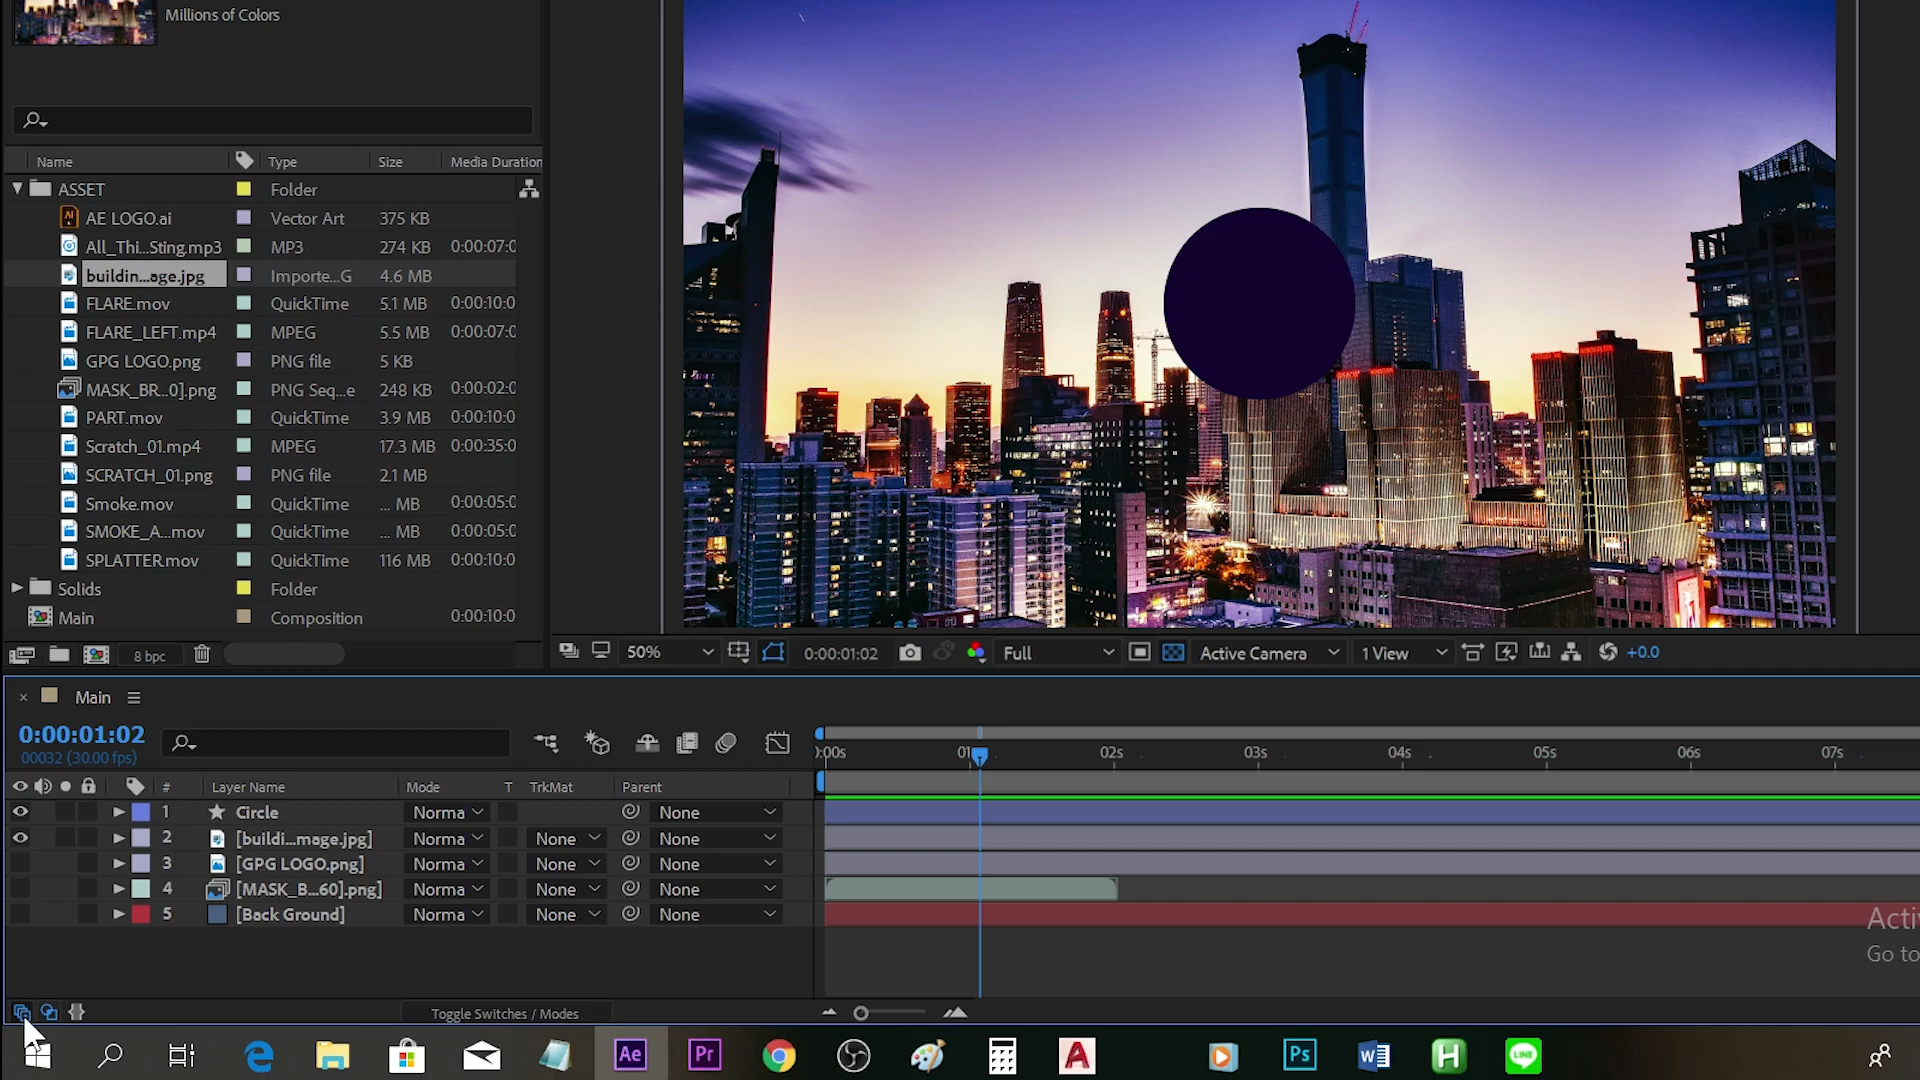 Millions of Colors
Name Type Size Media Duration
ASSET Folder
AE LOGO.ai Vector Art 375 KB
All_Thi...Sting.mp3 MP3 274 KB 0:00:07:0
buildin...age.jpg Importe...G 4.6 MB
FLARE.mov QuickTime 5.1 MB 0:00:10:0
FLARE_LEFT.mp4 MPEG 5.5 MB 0:00:07:0
GPG LOGO.png PNG file 5 KB
MASK_BR...0].png PNG Seq...e 248 KB 0:00:02:0
PART.mov QuickTime 3.9 MB 0:00:10:0
Scratch_01.mp4 MPEG 17.3 MB 0:00:35:0
SCRATCH_01.png PNG file 2.1 MB
Smoke.mov QuickTime ... MB 0:00:05:0
SMOKE_A...mov QuickTime ... MB 0:00:05:0
SPLATTER.mov QuickTime 116 MB 0:00:10:0
Solids Folder
Main Composition 0:00:10:0
8 bpc
50% 0:00:01:02 Full Active Camera 1 View +0.0
× Main
0:00:01:02
00032 (30.00 fps)
:00s 01 02s 03s 04s 05s 06s 07s
# Layer Name Mode T TrkMat Parent
1 Circle Norma None
2 [buildi...mage.jpg] Norma None None
3 [GPG LOGO.png] Norma None None
4 [MASK_B...60].png] Norma None None
5 [Back Ground] Norma None None
Activ
Go to
Toggle Switches / Modes
Ae Pr A Ps W H LINE